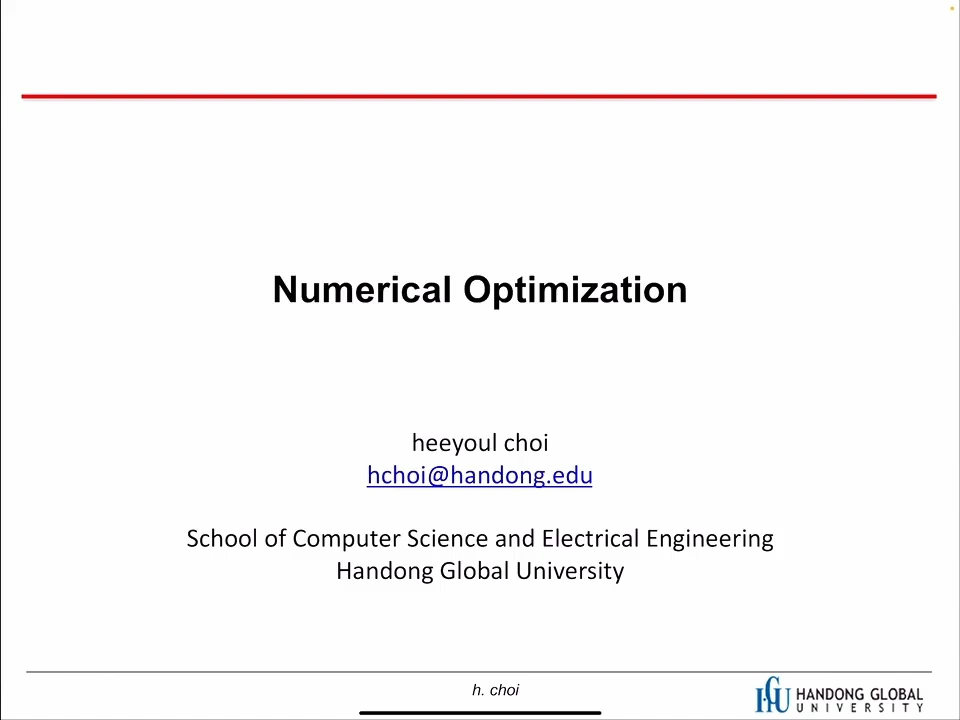 Numerical Optimization
heeyoul choi
hchoi@handong.edu
School of Computer Science and Electrical Engineering
Handong Global University
h. choi
HANDONG GLOBAL
UNIVERSITY